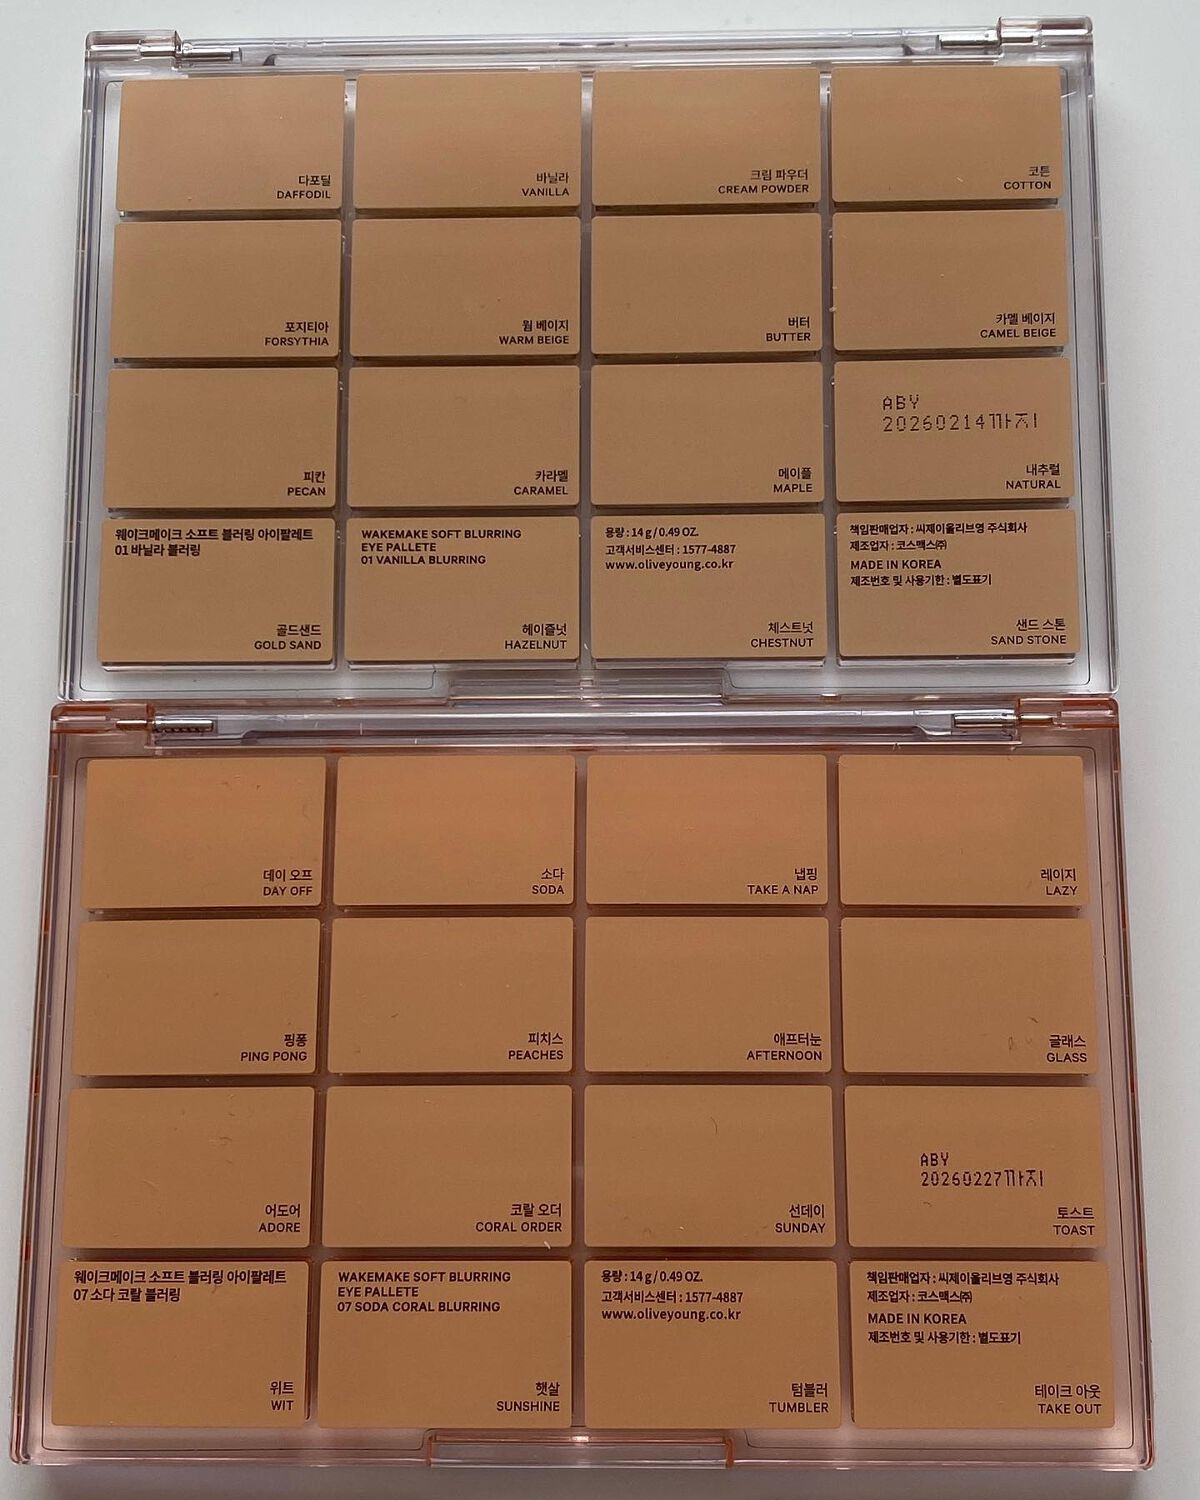 다포딜
DAFFODIL
바닐라
VANILLA
크림 파우더
CREAM POWDER
코튼
COTTON
포지티아
FORSYTHIA
웜 베이지
WARM BEIGE
버터
BUTTER
카멜 베이지
CAMEL BEIGE
피칸
PECAN
카라멜
CARAMEL
메이플
MAPLE
ABY
20260214까지
내추럴
NATURAL
웨이크메이크 소프트 블러링 아이팔레트
01 바닐라 블러링
골드샌드
GOLD SAND
WAKEMAKE SOFT BLURRING
EYE PALLETE
01 VANILLA BLURRING
헤이즐넛
HAZELNUT
용량 : 14 g / 0.49 OZ.
고객서비스센터 : 1577-4887
www.oliveyoung.co.kr
체스트넛
CHESTNUT
책임판매업자 : 씨제이올리브영 주식회사
제조업자 : 코스맥스㈜
MADE IN KOREA
제조번호 및 사용기한 : 별도표기
샌드 스톤
SAND STONE
데이 오프
DAY OFF
소다
SODA
냅핑
TAKE A NAP
레이지
LAZY
핑퐁
PING PONG
피치스
PEACHES
애프터눈
AFTERNOON
글래스
GLASS
어도어
ADORE
코랄 오더
CORAL ORDER
선데이
SUNDAY
ABY
20260227까지
토스트
TOAST
웨이크메이크 소프트 블러링 아이팔레트
07 소다 코랄 블러링
위트
WIT
WAKEMAKE SOFT BLURRING
EYE PALLETE
07 SODA CORAL BLURRING
햇살
SUNSHINE
용량 : 14 g / 0.49 OZ.
고객서비스센터 : 1577-4887
www.oliveyoung.co.kr
텀블러
TUMBLER
책임판매업자 : 씨제이올리브영 주식회사
제조업자 : 코스맥스㈜
MADE IN KOREA
제조번호 및 사용기한 : 별도표기
테이크 아웃
TAKE OUT